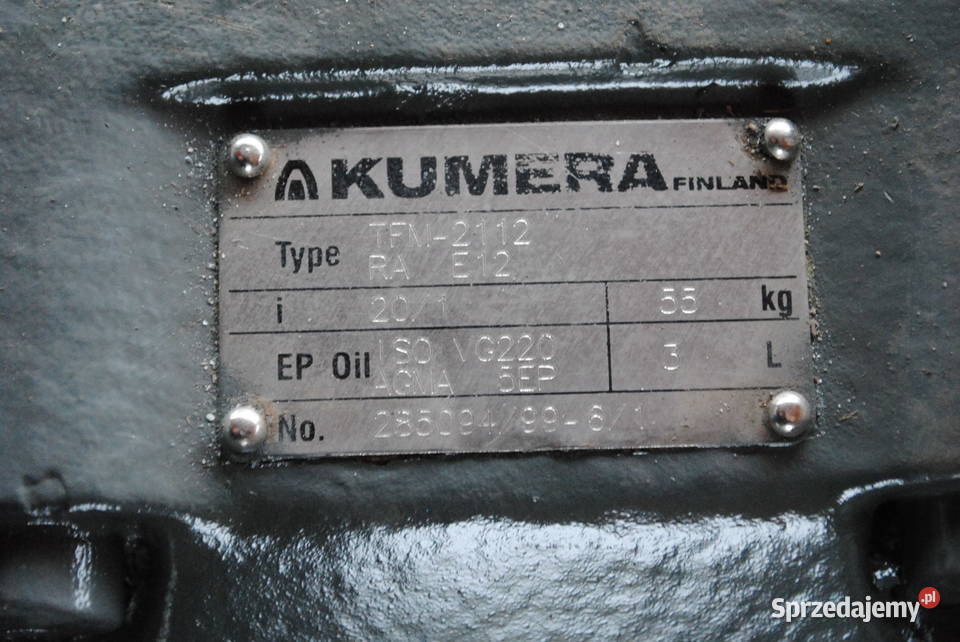 KUMERA FINLAND
Type TFM-2112
RA E12
i 20/1 55 kg
EP Oil ISO VG220 3 L
AGMA 5EP
No. 285094/99-6/1
Sprzedajemy.pl